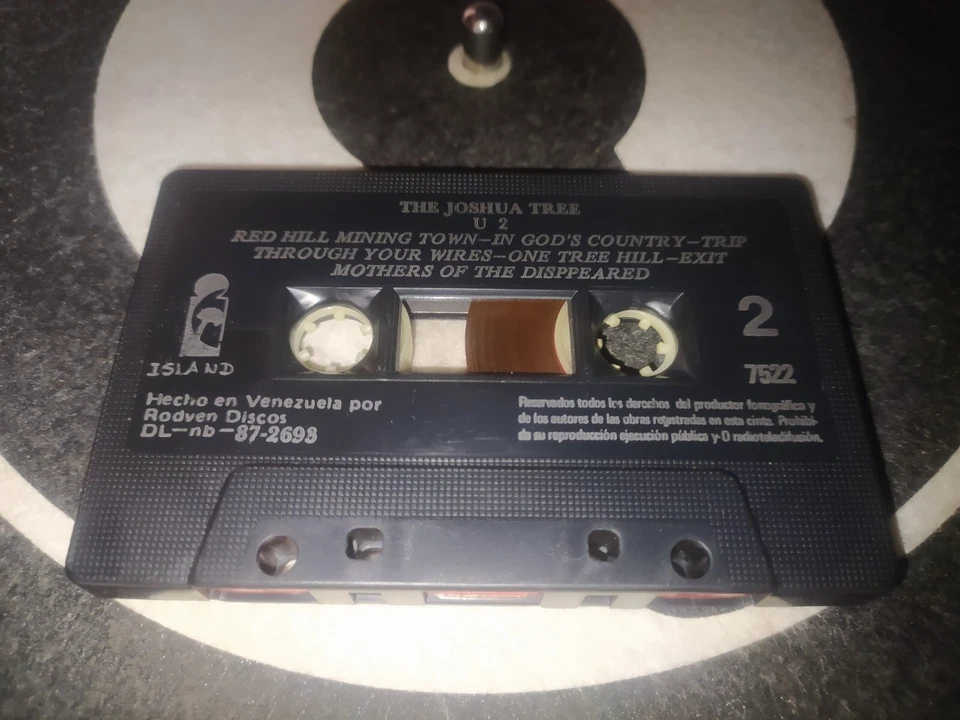 THE JOSHUA TREE
U 2
RED HILL MINING TOWN—IN GOD'S COUNTRY—TRIP
THROUGH YOUR WIRES—ONE TREE HILL—EXIT
MOTHERS OF THE DISPPEARED
2
ISLAND
7522
Hecho en Venezuela por
Rodven Discos
DL—nb—87-2693
Reservados todos los derechos del productor fonográfico y
de los autores de las obras registradas en esta cinta. Prohibi-
da su reproducción ejecución pública y-O radioteledifusión.